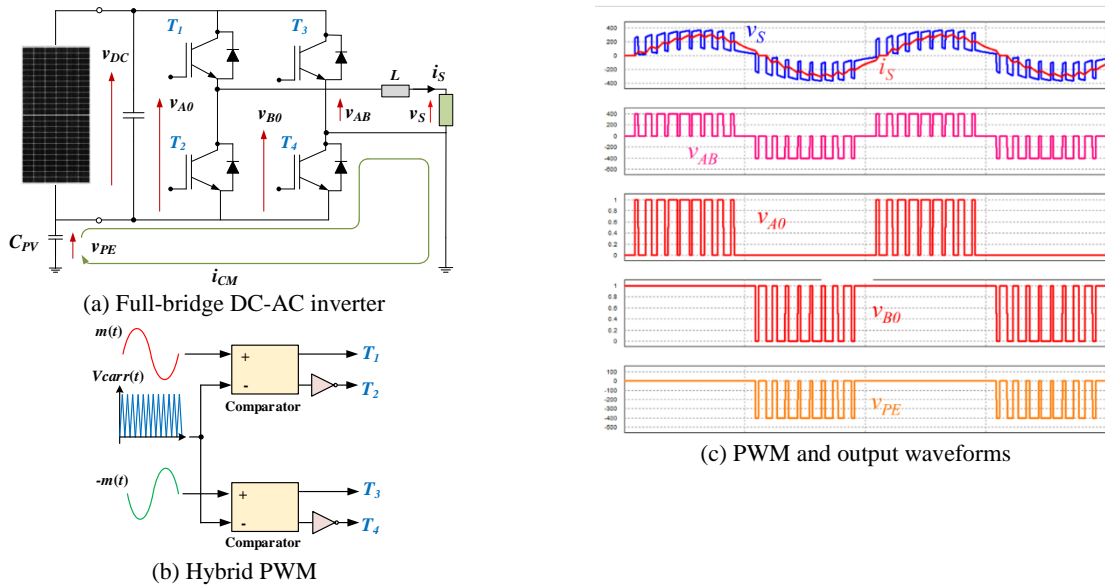 T1
T3
vDC
vA0
vB0
T2
T4
L
iS
vAB
vS
CPV
vPE
iCM
(a) Full-bridge DC-AC inverter
m(t)
Vcarr(t)
+
-
Comparator
T1
T2
-m(t)
+
-
Comparator
T3
T4
(b) Hybrid PWM
400
200
0
-200
-400
vS
iS
400
200
0
-200
-400
vAB
1
0.8
0.6
0.4
0.2
0
vA0
1
0.8
0.6
0.4
0.2
0
vB0
100
0
-100
-200
-300
-400
-500
vPE
(c) PWM and output waveforms